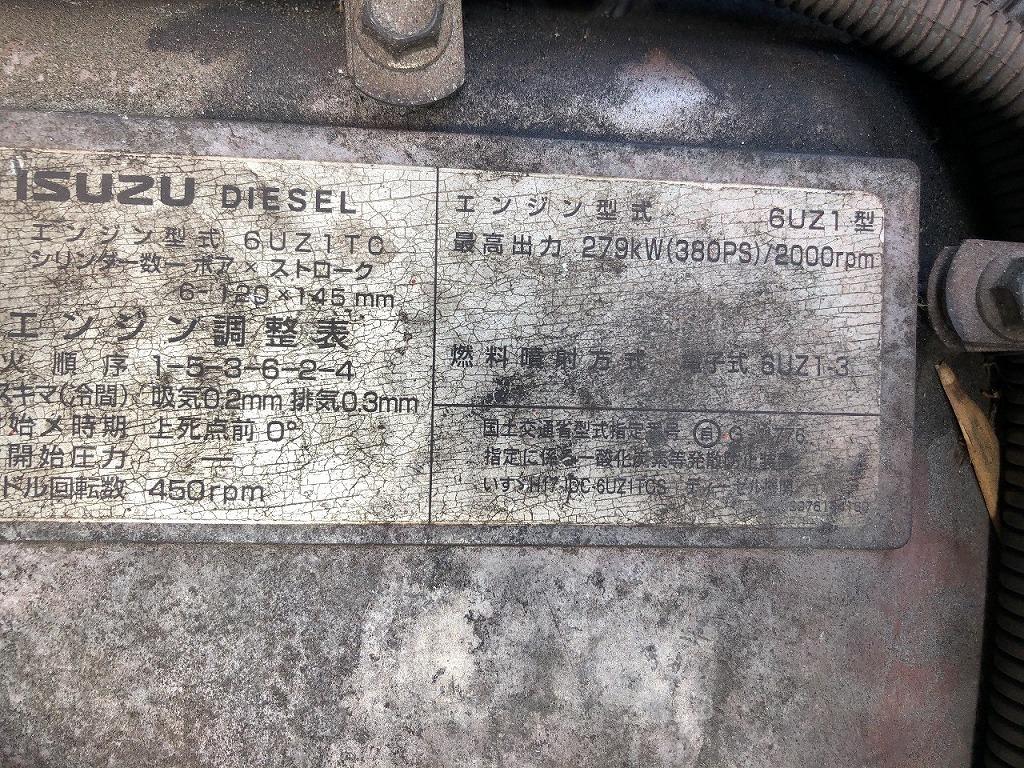 ISUZU DIESEL
エンジン型式 6UZ1TC
シリンダー数ーボア×ストローク
6-120×145 mm
エンジン調整表
火順序 1-5-3-6-2-4
スキマ(冷間) 吸気0.2mm 排気0.3mm
始メ時期 上死点前 0°
開始圧力 —
ドル回転数 450rpm
エンジン型式 6UZ1型
最高出力 279kW(380PS)/2000rpm
燃料噴射方式 電子式 6UZ1-3
国土交通省型式指定番号 有
指定に係る一酸化炭素等発散防止装置
いすゞH17 6UZ1TCS ディーゼル機関